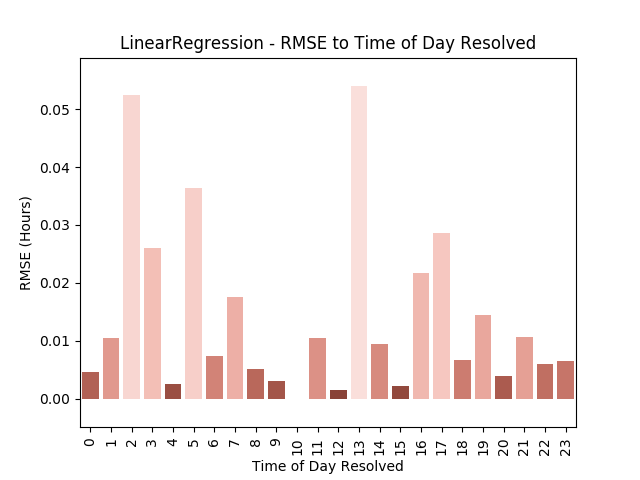 LinearRegression - RMSE to Time of Day Resolved
0.05
0.04
0.03
0.02
0.01
0.00
RMSE (Hours)
0 1 2 3 4 5 6 7 8 9 10 11 12 13 14 15 16 17 18 19 20 21 22 23
Time of Day Resolved